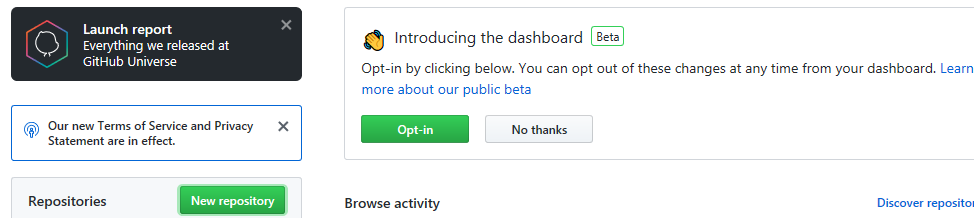 Launch report
Everything we released at
GitHub Universe
Our new Terms of Service and Privacy
Statement are in effect.
Repositories
New repository
Introducing the dashboard
Beta
Opt-in by clicking below. You can opt out of these changes at any time from your dashboard. Learn
more about our public beta
Opt-in
No thanks
Browse activity
Discover